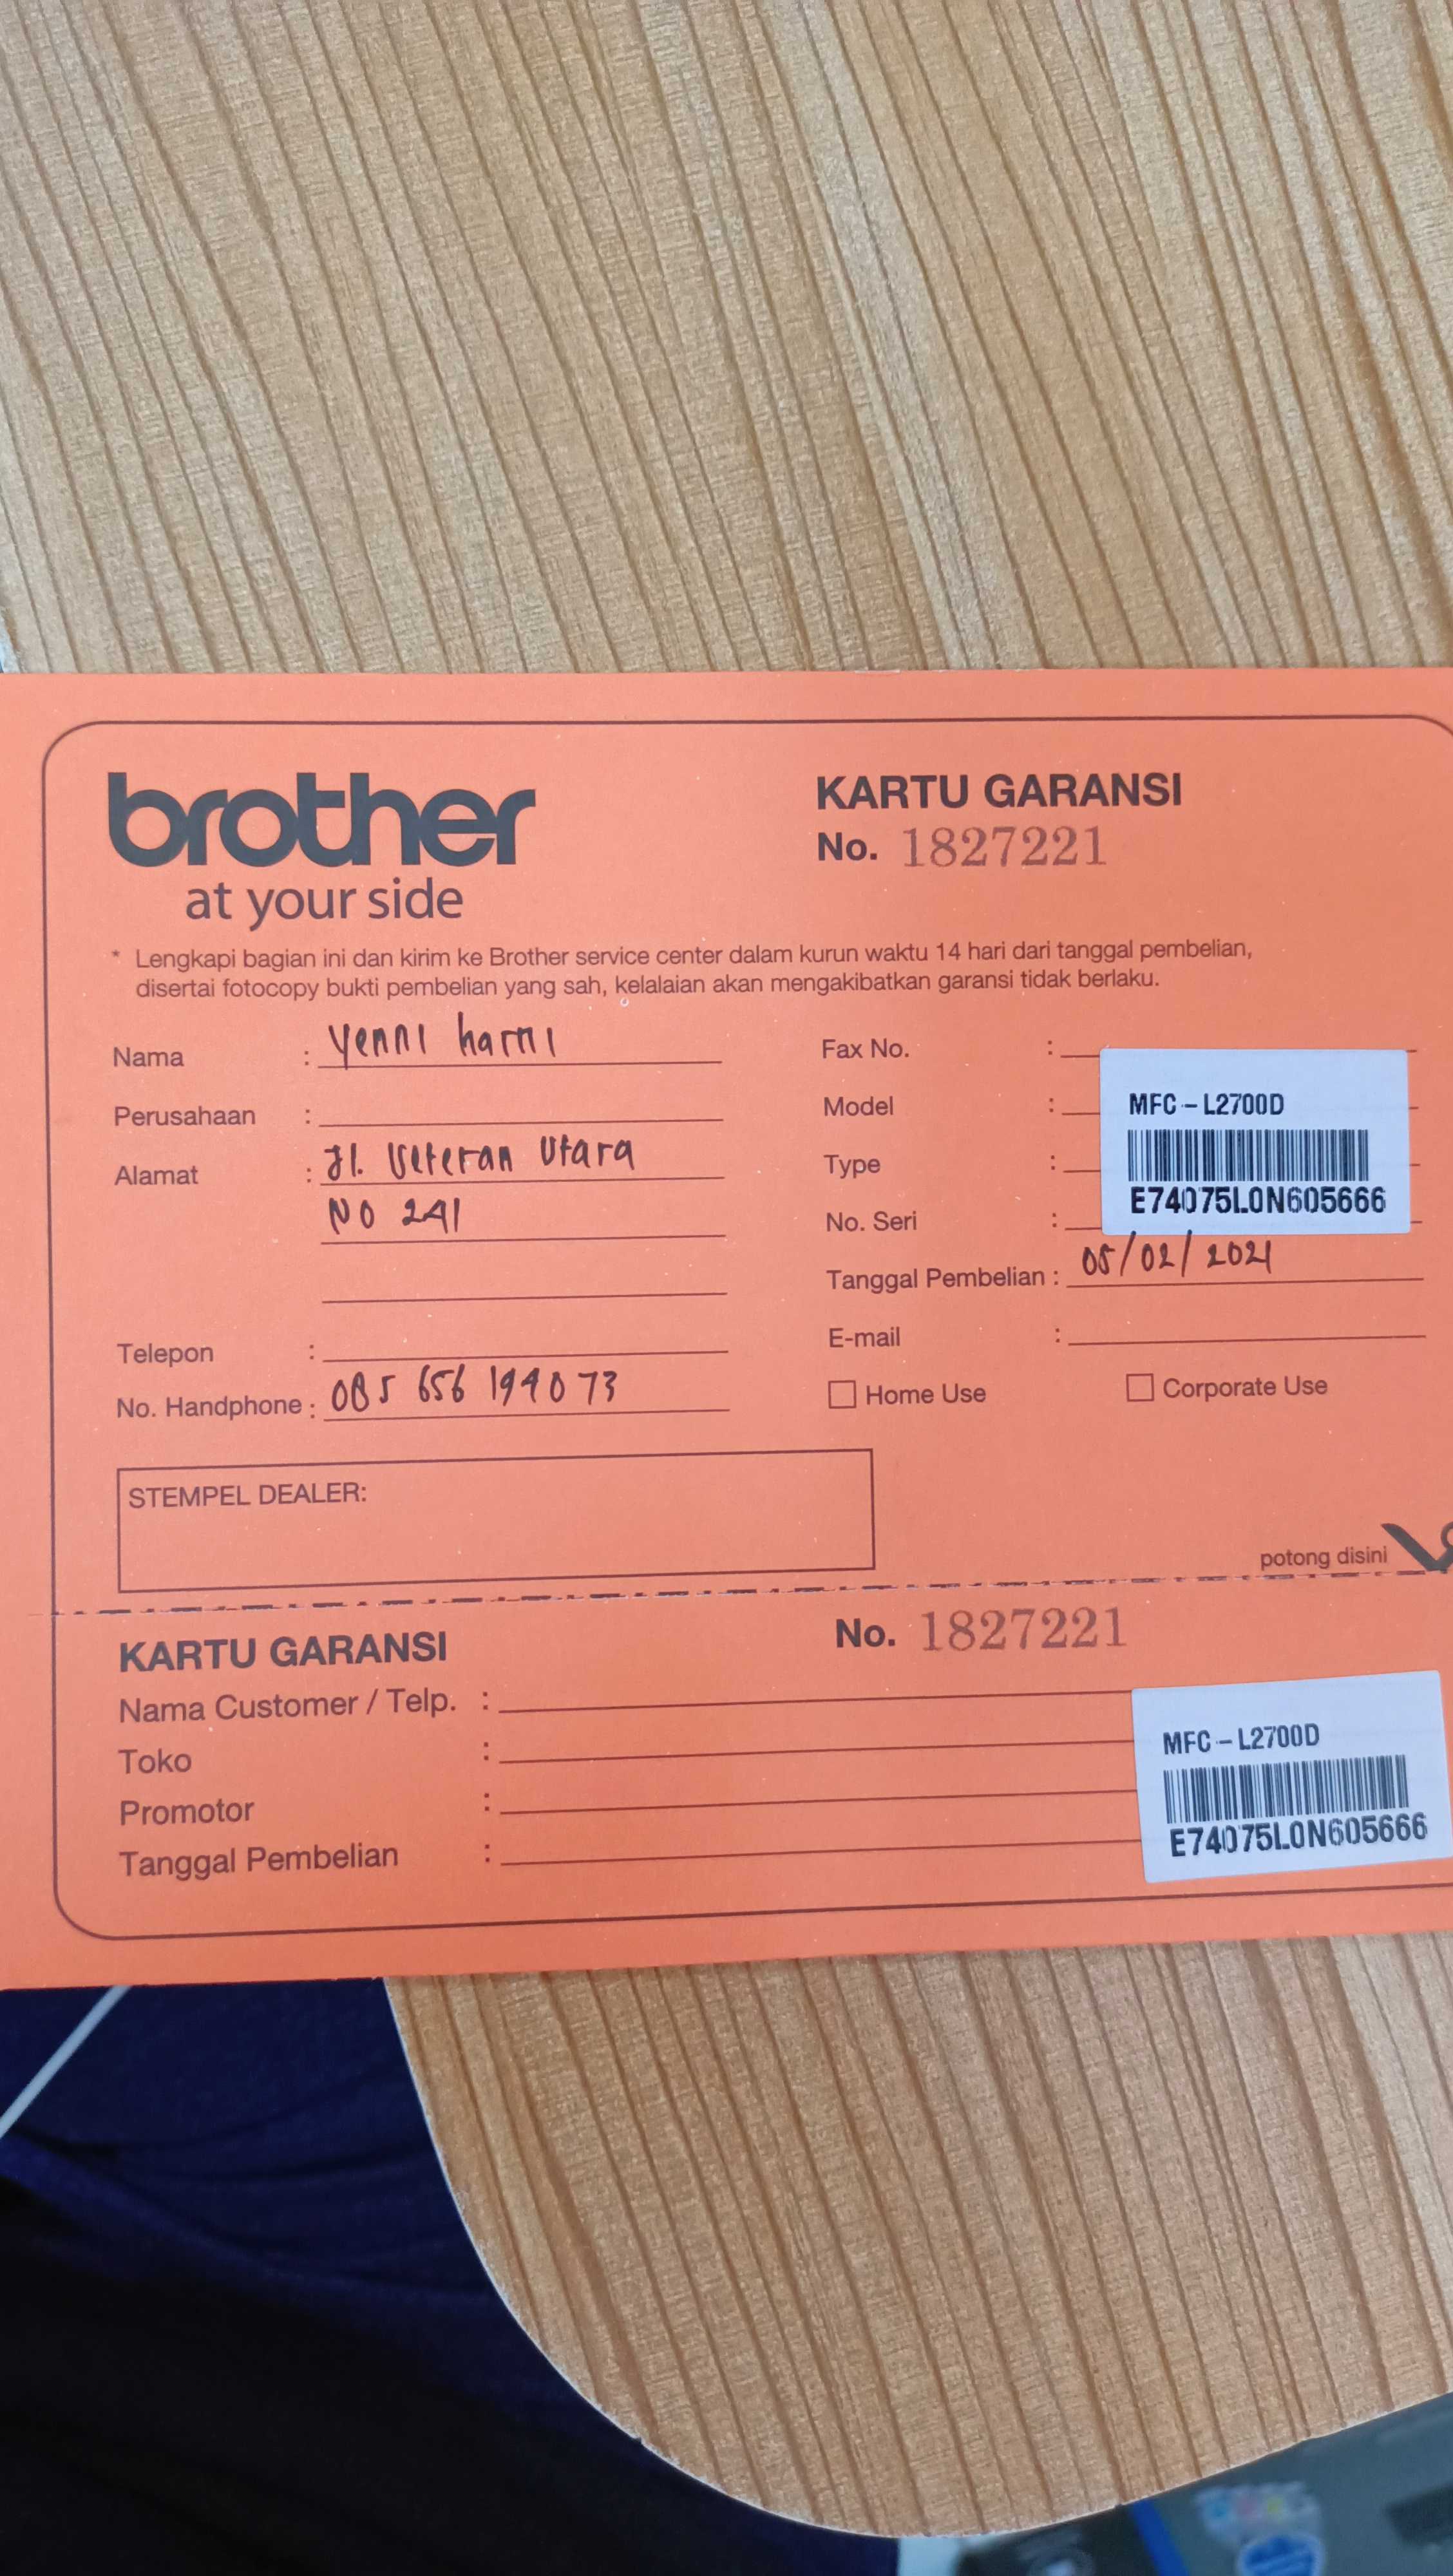 brother
at your side
KARTU GARANSI
No. 1827221
* Lengkapi bagian ini dan kirim ke Brother service center dalam kurun waktu 14 hari dari tanggal pembelian,
disertai fotocopy bukti pembelian yang sah, kelalaian akan mengakibatkan garansi tidak berlaku.
Nama : Yenni harni
Perusahaan :
Alamat : Jl. Veteran Utara
NO 241
Telepon :
No. Handphone : 085 656 194073
Fax No. :
Model :
Type :
No. Seri :
MFC-L2700D
E74075L0N605666
Tanggal Pembelian : 05/02/2021
E-mail :
Home Use
Corporate Use
STEMPEL DEALER:
potong disini
KARTU GARANSI
No. 1827221
Nama Customer / Telp. :
Toko :
Promotor :
Tanggal Pembelian :
MFC-L2700D
E74075L0N605666